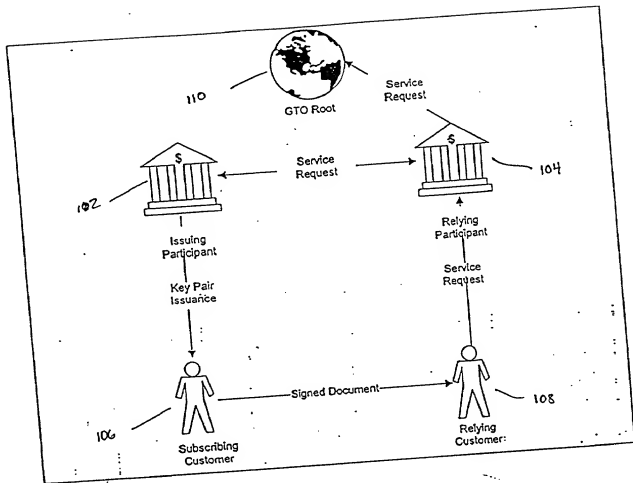 110
GTO Root
Service
Request
$
Service
Request
$
102
104
Issuing
Participant
Relying
Participant
Key Pair
Issuance
Service
Request
Signed Document
106
108
Subscribing
Customer
Relying
Customer: